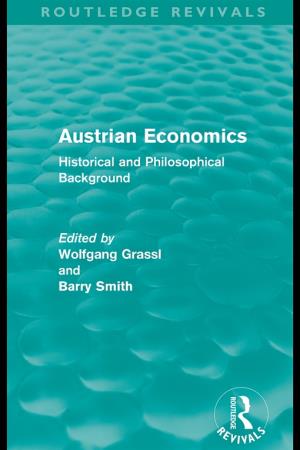 ROUTLEDGE REVIVALS
Austrian Economics
Historical and Philosophical
Background
Edited by
Wolfgang Grassl
and
Barry Smith
ROUTLEDGE
REVIVALS